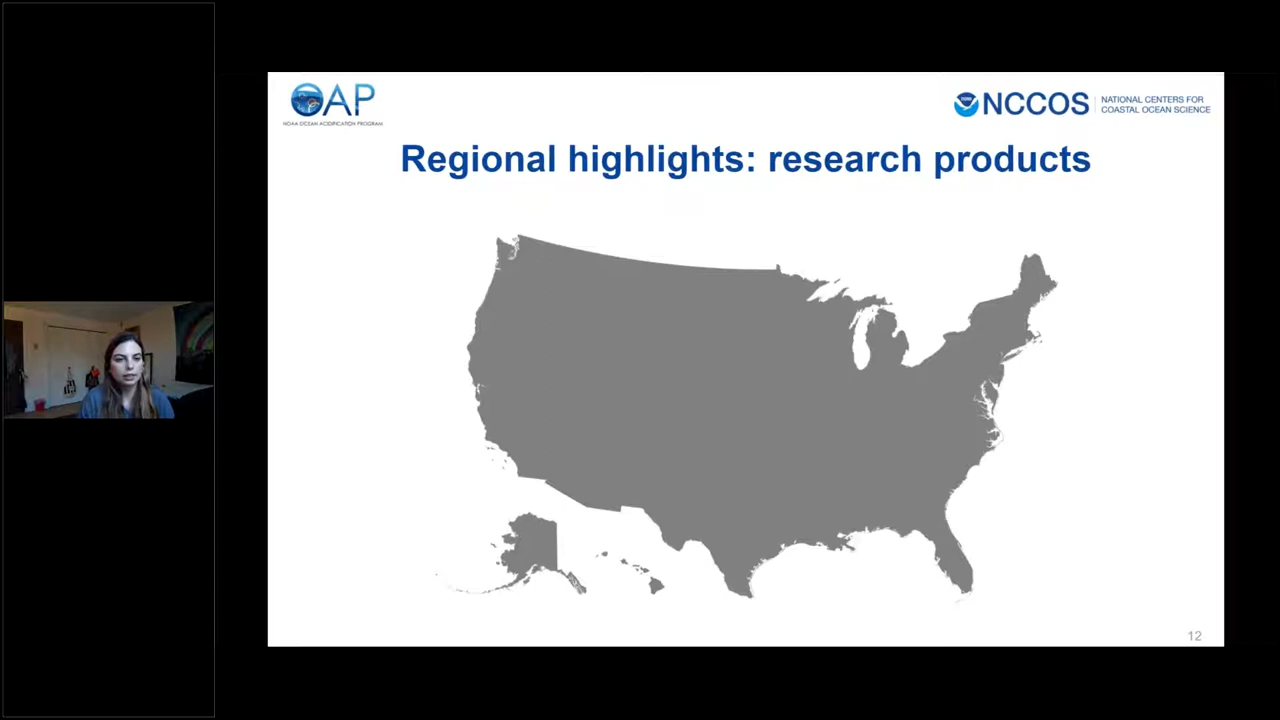 OAP
NOAA OCEAN ACIDIFICATION PROGRAM
NCCOS
NATIONAL CENTERS FOR
COASTAL OCEAN SCIENCE
Regional highlights: research products
12